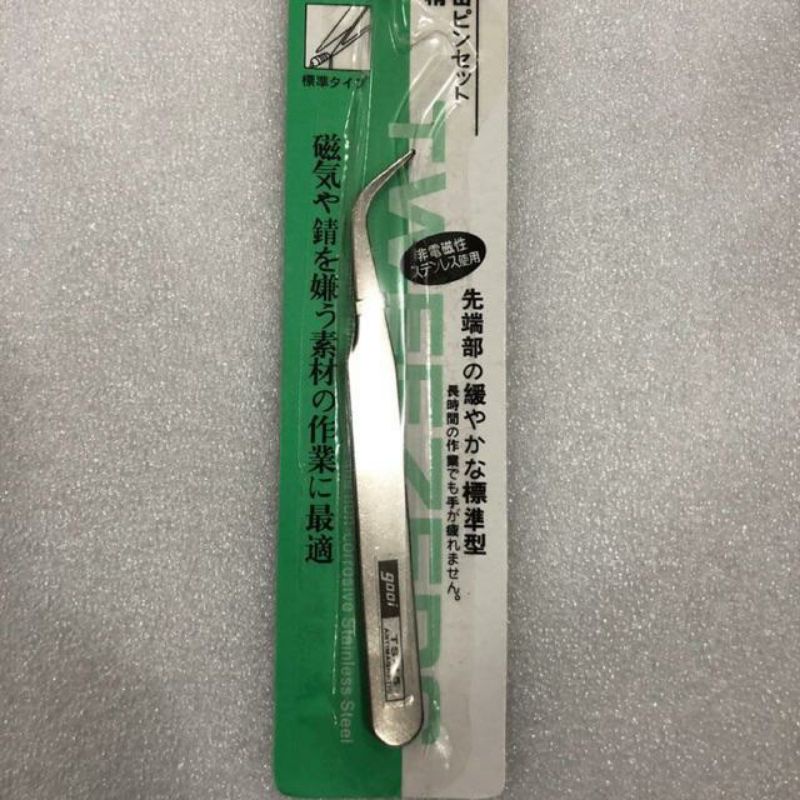 ピンセット
標準タイプ
TWEEZERS
磁気や錆を嫌う素材の作業に最適
非電磁性
ステンレス使用
先端部の緩やかな標準型
長時間の作業でも手が疲れません。
Corrosive Stainless Steel
gooi